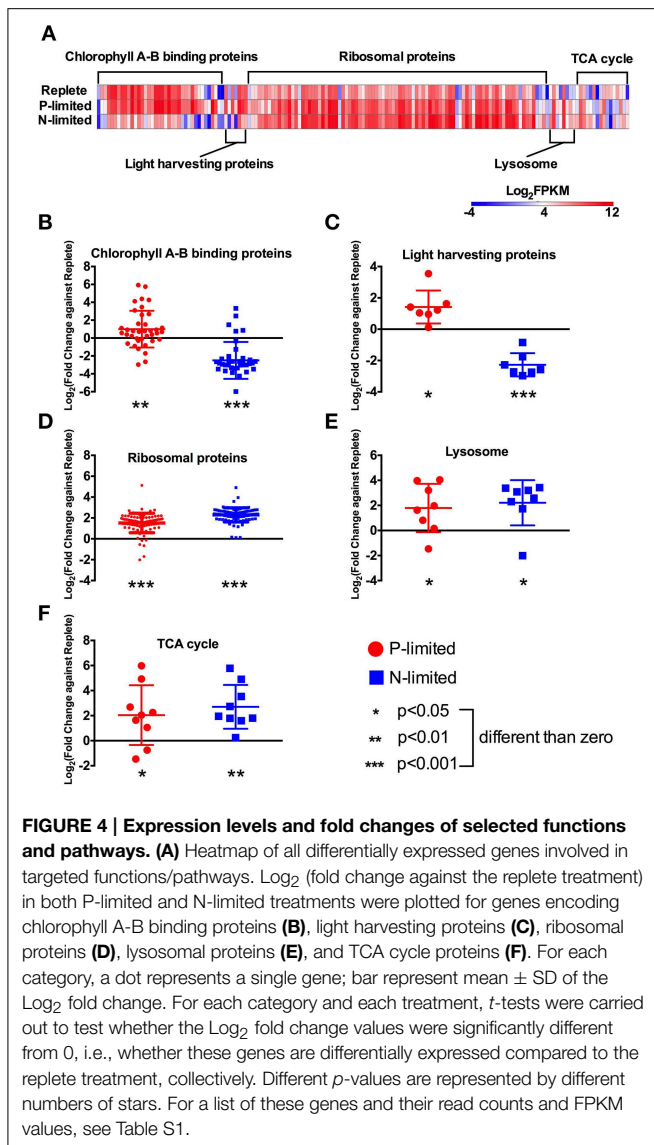 A
Chlorophyll A-B binding proteins
Ribosomal proteins
TCA cycle
Replete
P-limited
N-limited
Light harvesting proteins
Lysosome
Log2FPKM
-4 4 12
B
Chlorophyll A-B binding proteins
Log2(Fold Change against Replete)
8
6
4
2
0
-2
-4
-6
** ***
C
Light harvesting proteins
Log2(Fold Change against Replete)
4
2
0
-2
-4
* ***
D
Ribosomal proteins
Log2(Fold Change against Replete)
8
6
4
2
0
-2
-4
*** ***
E
Lysosome
Log2(Fold Change against Replete)
6
4
2
0
-2
-4
* *
F
TCA cycle
Log2(Fold Change against Replete)
8
6
4
2
0
-2
* **
P-limited
N-limited
* p<0.05
** p<0.01
*** p<0.001
different than zero
FIGURE 4 | Expression levels and fold changes of selected functions
and pathways. (A) Heatmap of all differentially expressed genes involved in
targeted functions/pathways. Log2 (fold change against the replete treatment)
in both P-limited and N-limited treatments were plotted for genes encoding
chlorophyll A-B binding proteins (B), light harvesting proteins (C), ribosomal
proteins (D), lysosomal proteins (E), and TCA cycle proteins (F). For each
category, a dot represents a single gene; bar represent mean ± SD of the
Log2 fold change. For each category and each treatment, t-tests were carried
out to test whether the Log2 fold change values were significantly different
from 0, i.e., whether these genes are differentially expressed compared to the
replete treatment, collectively. Different p-values are represented by different
numbers of stars. For a list of these genes and their read counts and FPKM
values, see Table S1.